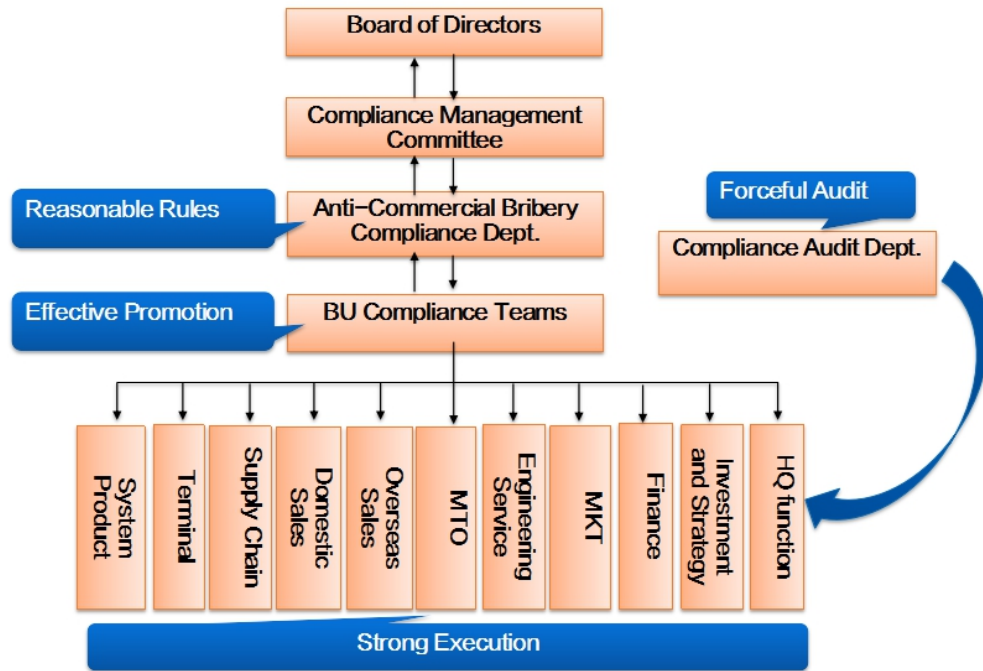 Board of Directors
Compliance Management
Committee
Reasonable Rules
Anti-Commercial Bribery
Compliance Dept.
Forceful Audit
Compliance Audit Dept.
Effective Promotion
BU Compliance Teams
System
Product
Terminal
Supply Chain
Domestic
Sales
Overseas
Sales
MTO
Engineering
Service
MKT
Finance
Investment
and Strategy
HQ function
Strong Execution